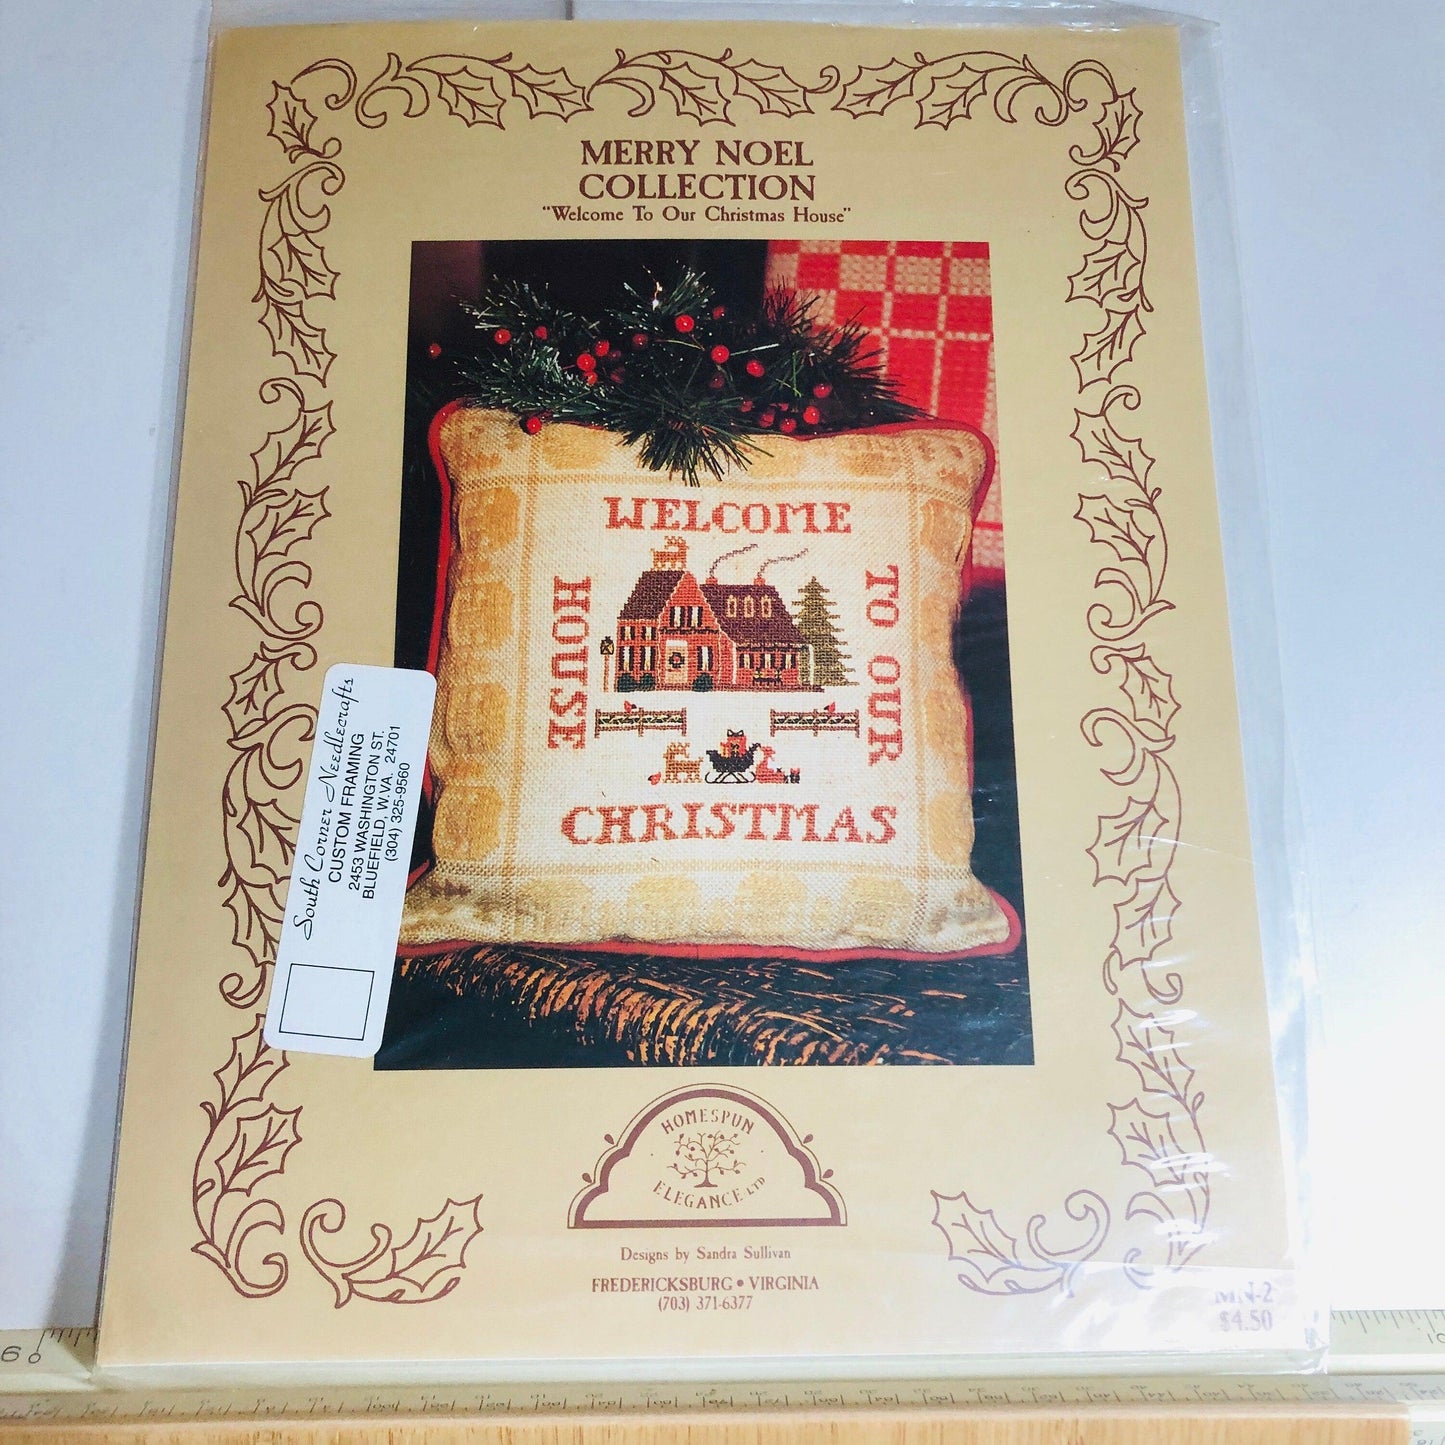 MERRY NOEL
COLLECTION
"Welcome To Our Christmas House"
WELCOME
TO OUR
HOUSE
CHRISTMAS
South Corner Needlecrafts
CUSTOM FRAMING
2453 WASHINGTON ST.
BLUEFIELD, W.VA. 24701
(304) 325-9560
HOMESPUN
ELEGANCE LTD
Designs by Sandra Sullivan
FREDERICKSBURG • VIRGINIA
(703) 371-6377
MN-2
$4.50